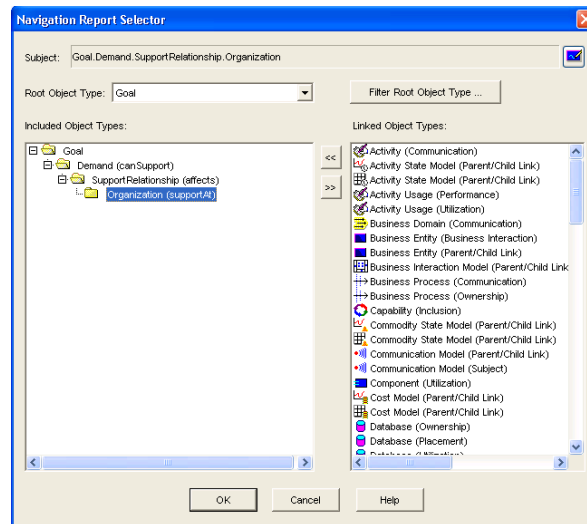 Navigation Report Selector
Subject: Goal.Demand.SupportRelationship.Organization
Root Object Type: Goal
Filter Root Object Type ...
Included Object Types:
Linked Object Types:
Goal
Demand (canSupport)
SupportRelationship (affects)
Organization (supportAt)
<<
>>
Activity (Communication)
Activity State Model (Parent/Child Link)
Activity State Model (Parent/Child Link)
Activity Usage (Performance)
Activity Usage (Utilization)
Business Domain (Communication)
Business Entity (Business Interaction)
Business Entity (Parent/Child Link)
Business Interaction Model (Parent/Child Link
Business Process (Communication)
Business Process (Ownership)
Capability (Inclusion)
Commodity State Model (Parent/Child Link)
Commodity State Model (Parent/Child Link)
Communication Model (Parent/Child Link)
Communication Model (Subject)
Component (Utilization)
Cost Model (Parent/Child Link)
Cost Model (Parent/Child Link)
Database (Ownership)
Database (Placement)
Database (Utilization)
OK
Cancel
Help